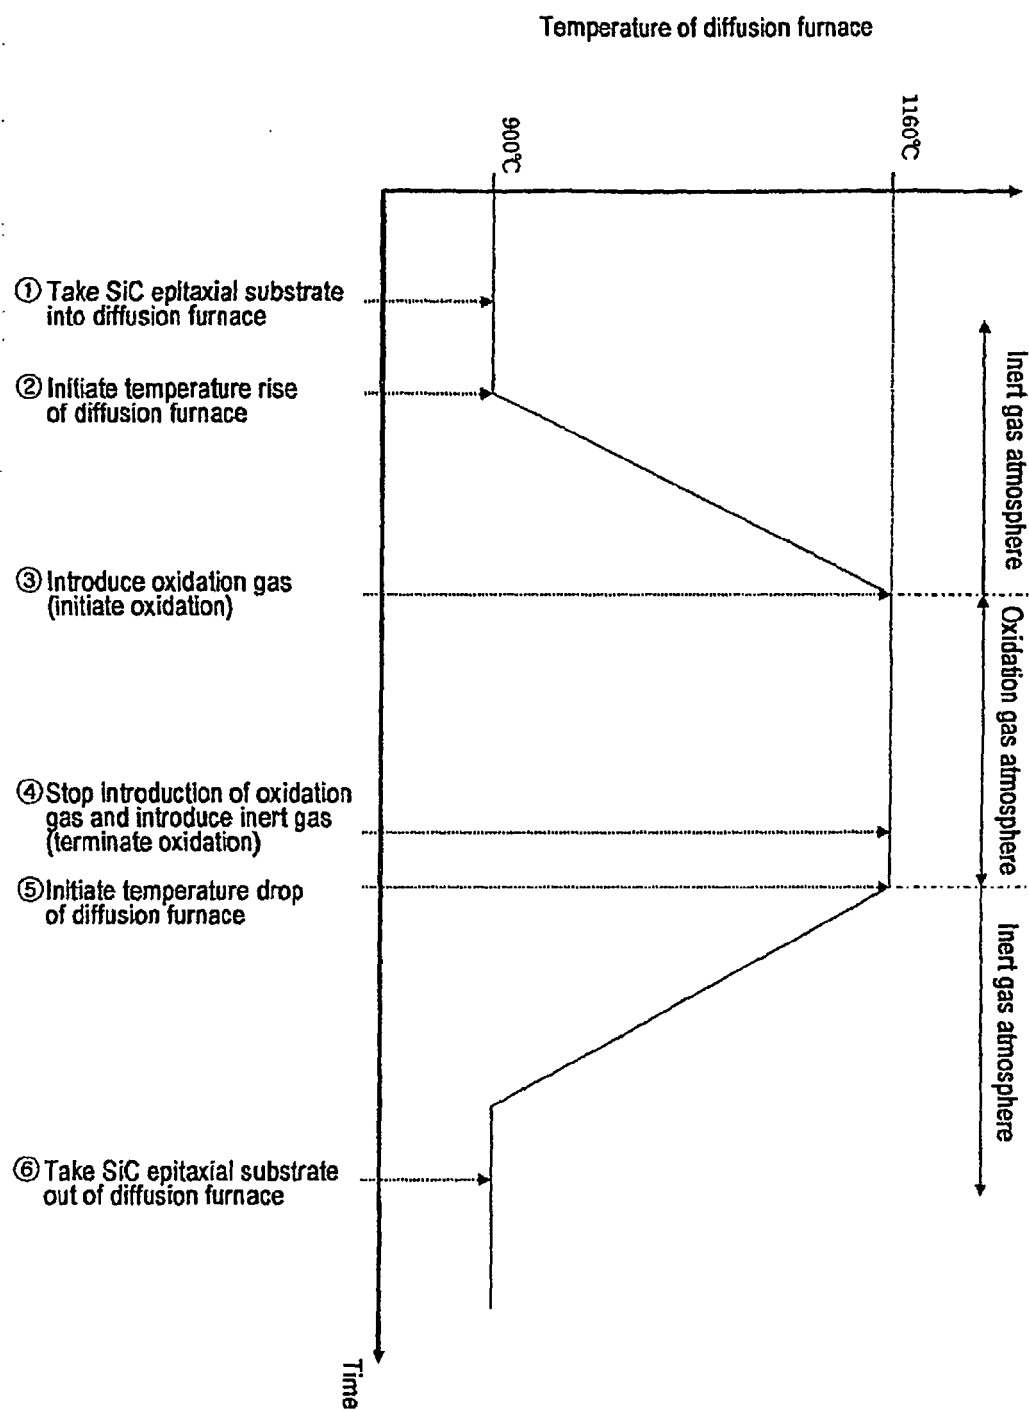 Temperature of diffusion furnace
900℃
1160℃
① Take SiC epitaxial substrate
into diffusion furnace
② Initiate temperature rise
of diffusion furnace
③ Introduce oxidation gas
(initiate oxidation)
④ Stop introduction of oxidation
gas and introduce inert gas
(terminate oxidation)
⑤ Initiate temperature drop
of diffusion furnace
⑥ Take SiC epitaxial substrate
out of diffusion furnace
Inert gas atmosphere
Oxidation gas atmosphere
Inert gas atmosphere
Time